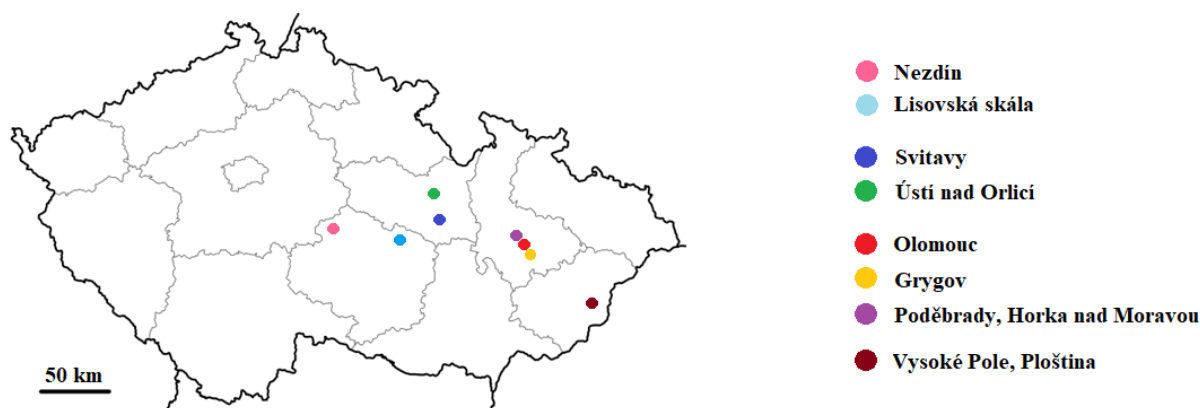 Nezdín
Lisovská skála
Svitavy
Ústí nad Orlicí
Olomouc
Grygov
Poděbrady, Horka nad Moravou
Vysoké Pole, Ploština
50 km